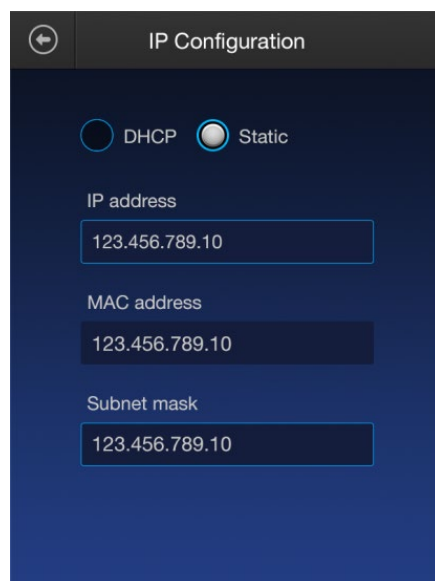 IP Configuration
DHCP Static
IP address
123.456.789.10
MAC address
123.456.789.10
Subnet mask
123.456.789.10